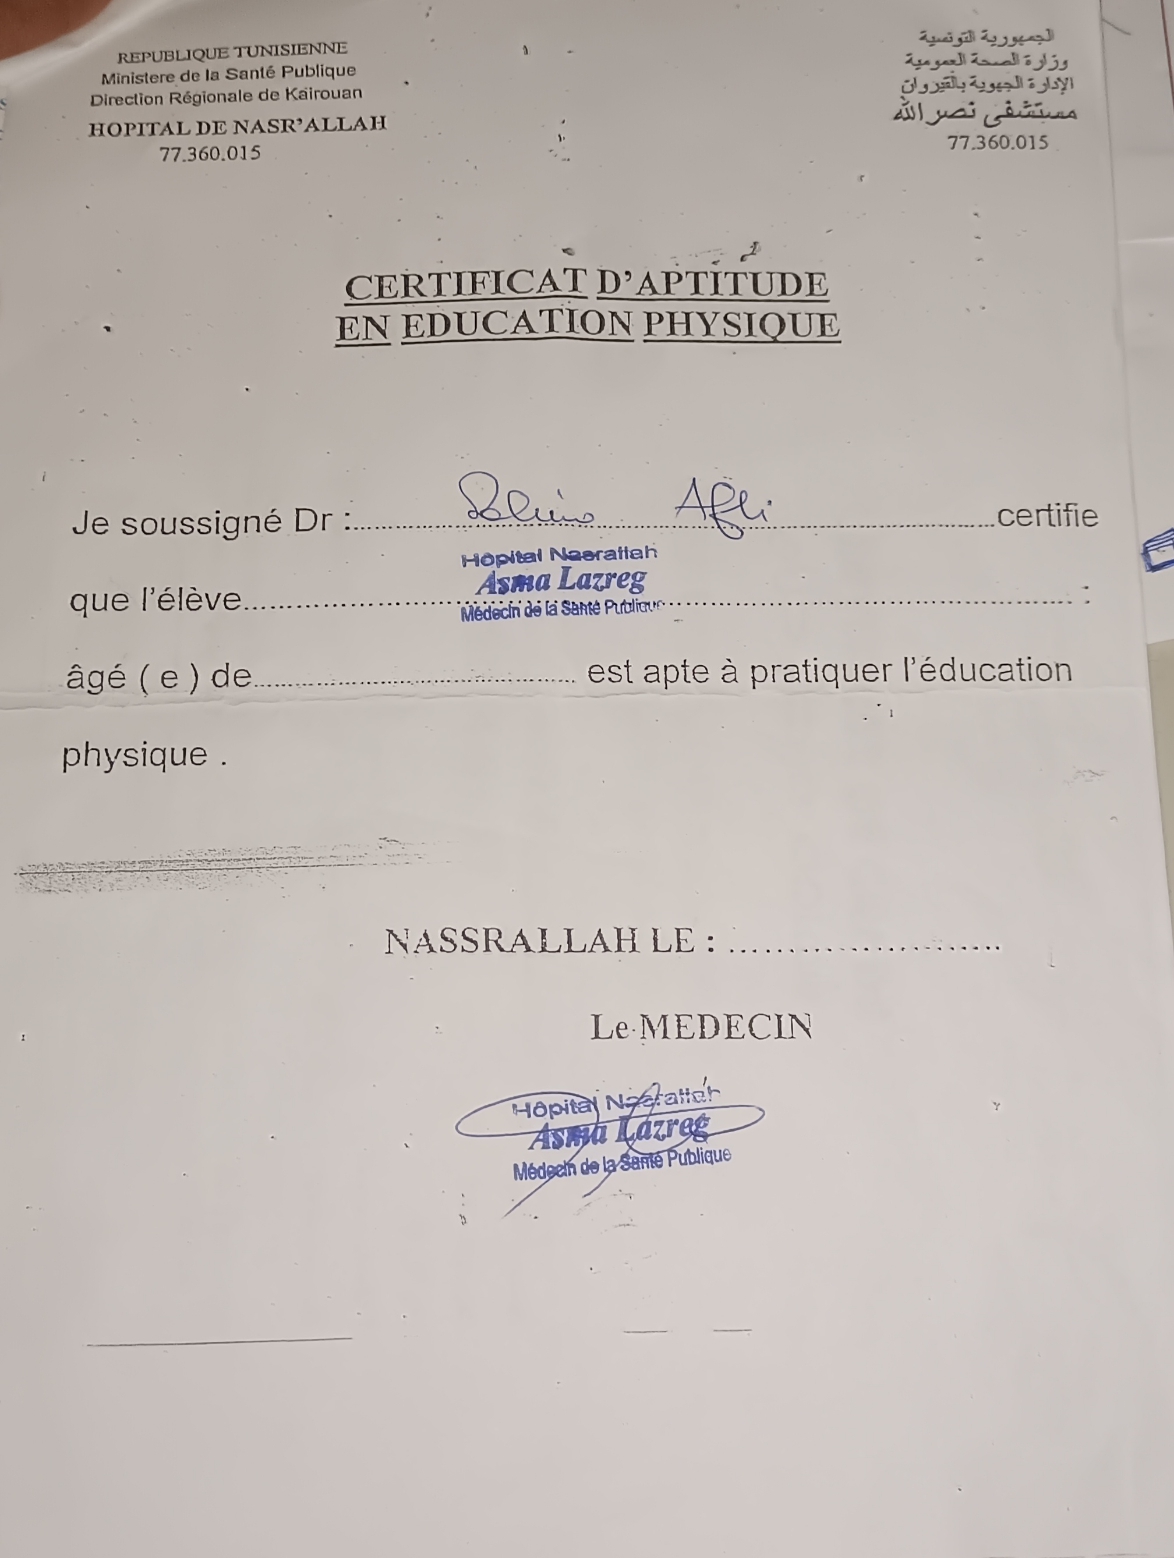 REPUBLIQUE TUNISIENNE
Ministere de la Santé Publique
Direction Régionale de Kairouan
HOPITAL DE NASR'ALLAH
77.360.015
الجمهورية التونسية
وزارة الصحة العمومية
الإدارة الجهوية بالقيروان
مستشفى نصر الله
77.360.015
CERTIFICAT D'APTITUDE
EN EDUCATION PHYSIQUE
Je soussigné Dr :.......... Afli ..........certifie
Hôpital Nasrallah
Asma Lazreg
que l'élève.................... :
Médecin de la Santé Publique
âgé ( e ) de.......... est apte à pratiquer l'éducation
physique .
NASSRALLAH LE : ......................
Le MEDECIN
Hôpital Nasrallah
Asma Lazreg
Médecin de la Santé Publique